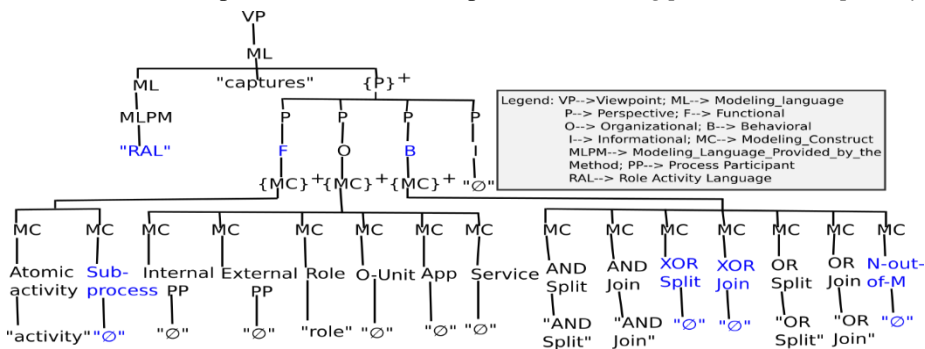 VP
ML
ML "captures" {P}+
MLPM P P P P
"RAL" F O B I
{MC}+ {MC}+ {MC}+ "∅"
Legend: VP-->Viewpoint; ML--> Modeling_language
P--> Perspective; F--> Functional
O--> Organizational; B--> Behavioral
I--> Informational; MC--> Modeling_Construct
MLPM--> Modeling_Language_Provided_by_the
Method; PP--> Process Participant
RAL--> Role Activity Language
MC MC MC MC MC MC MC MC MC MC MC MC MC MC MC
Atomic Sub- Internal External Role O-Unit App Service AND AND XOR XOR OR OR N-out-
activity process PP PP Split Join Split Join Split Join of-M
"activity" "∅" "∅" "∅" "role" "∅" "∅" "∅" "AND "AND "∅" "∅" "OR "OR "∅"
Split" Join" Split" Join"